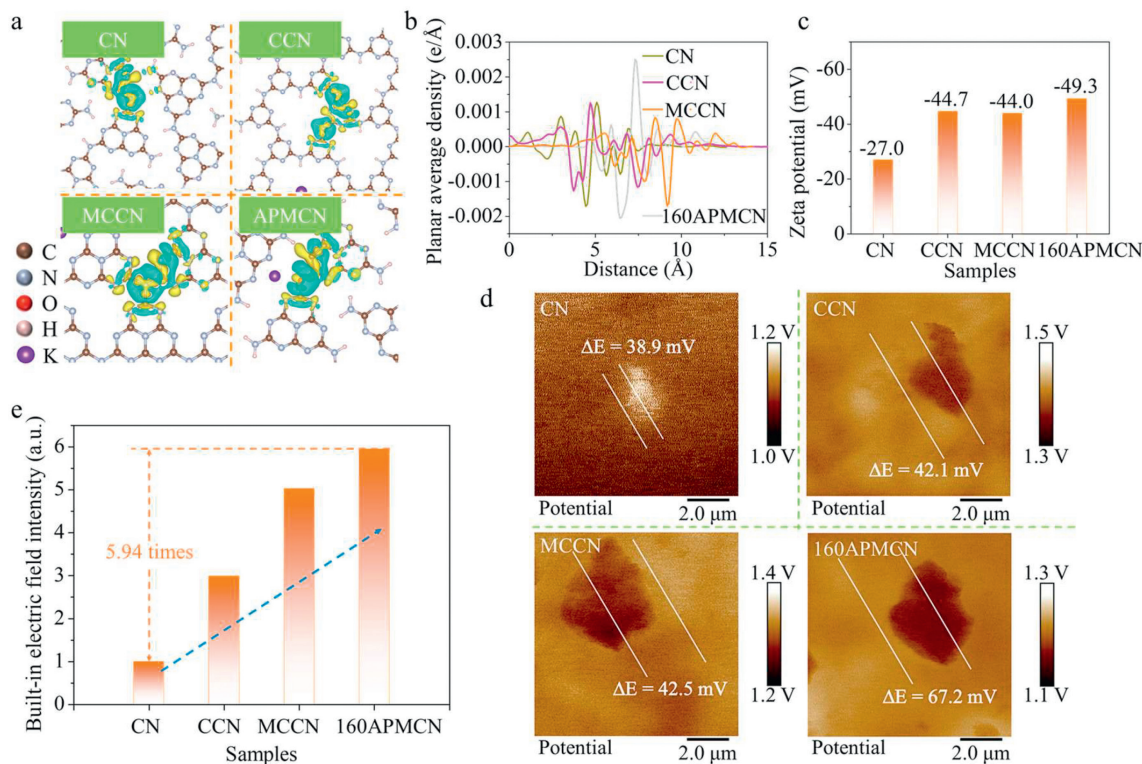 a
CN
CCN
MCCN
APMCN
C
N
O
H
K
b
Planar average density (e/Å)
0.003
0.002
0.001
0.000
-0.001
-0.002
CN
CCN
MCCN
160APMCN
0 5 10 15
Distance (Å)
c
Zeta potential (mV)
-60
-40
-20
0
-27.0
-44.7
-44.0
-49.3
CN CCN MCCN 160APMCN
Samples
d
CN
ΔE = 38.9 mV
Potential
2.0 μm
1.2 V
1.0 V
CCN
ΔE = 42.1 mV
Potential
2.0 μm
1.5 V
1.3 V
MCCN
ΔE = 42.5 mV
Potential
2.0 μm
1.4 V
1.2 V
160APMCN
ΔE = 67.2 mV
Potential
2.0 μm
1.3 V
1.1 V
e
Built-in electric field intensity (a.u.)
6
5
4
3
2
1
0
5.94 times
CN CCN MCCN 160APMCN
Samples